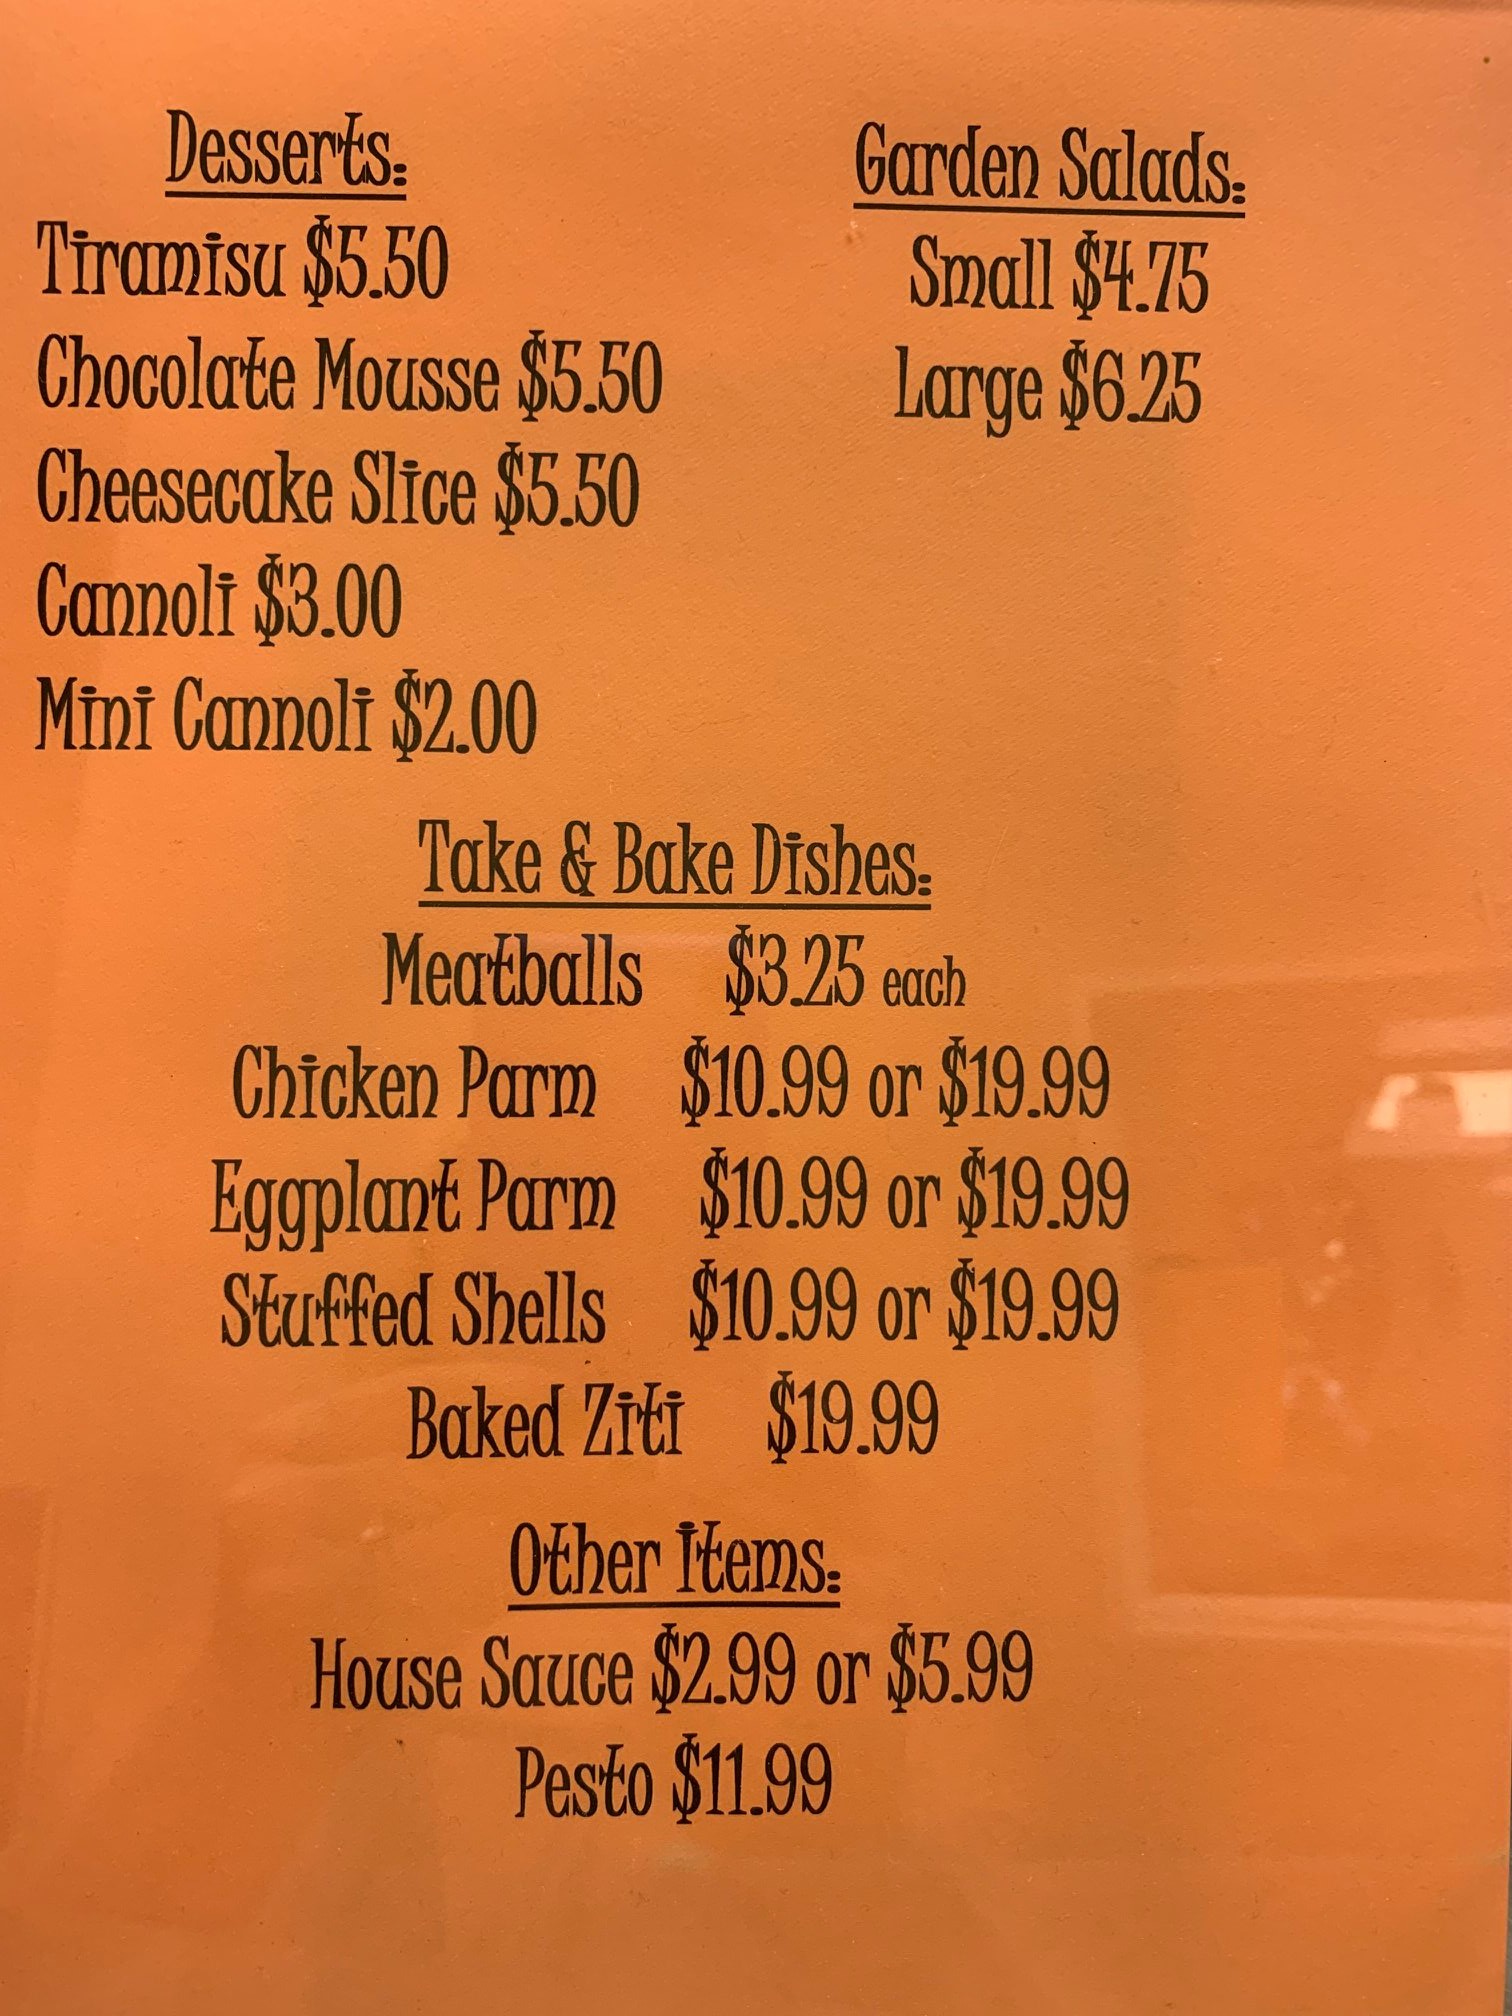 Desserts:
Tiramisu $5.50
Chocolate Mousse $5.50
Cheesecake Slice $5.50
Cannoli $3.00
Mini Cannoli $2.00
Garden Salads:
Small $4.75
Large $6.25
Take & Bake Dishes:
Meatballs $3.25 each
Chicken Parm $10.99 or $19.99
Eggplant Parm $10.99 or $19.99
Stuffed Shells $10.99 or $19.99
Baked Ziti $19.99
Other Items:
House Sauce $2.99 or $5.99
Pesto $11.99